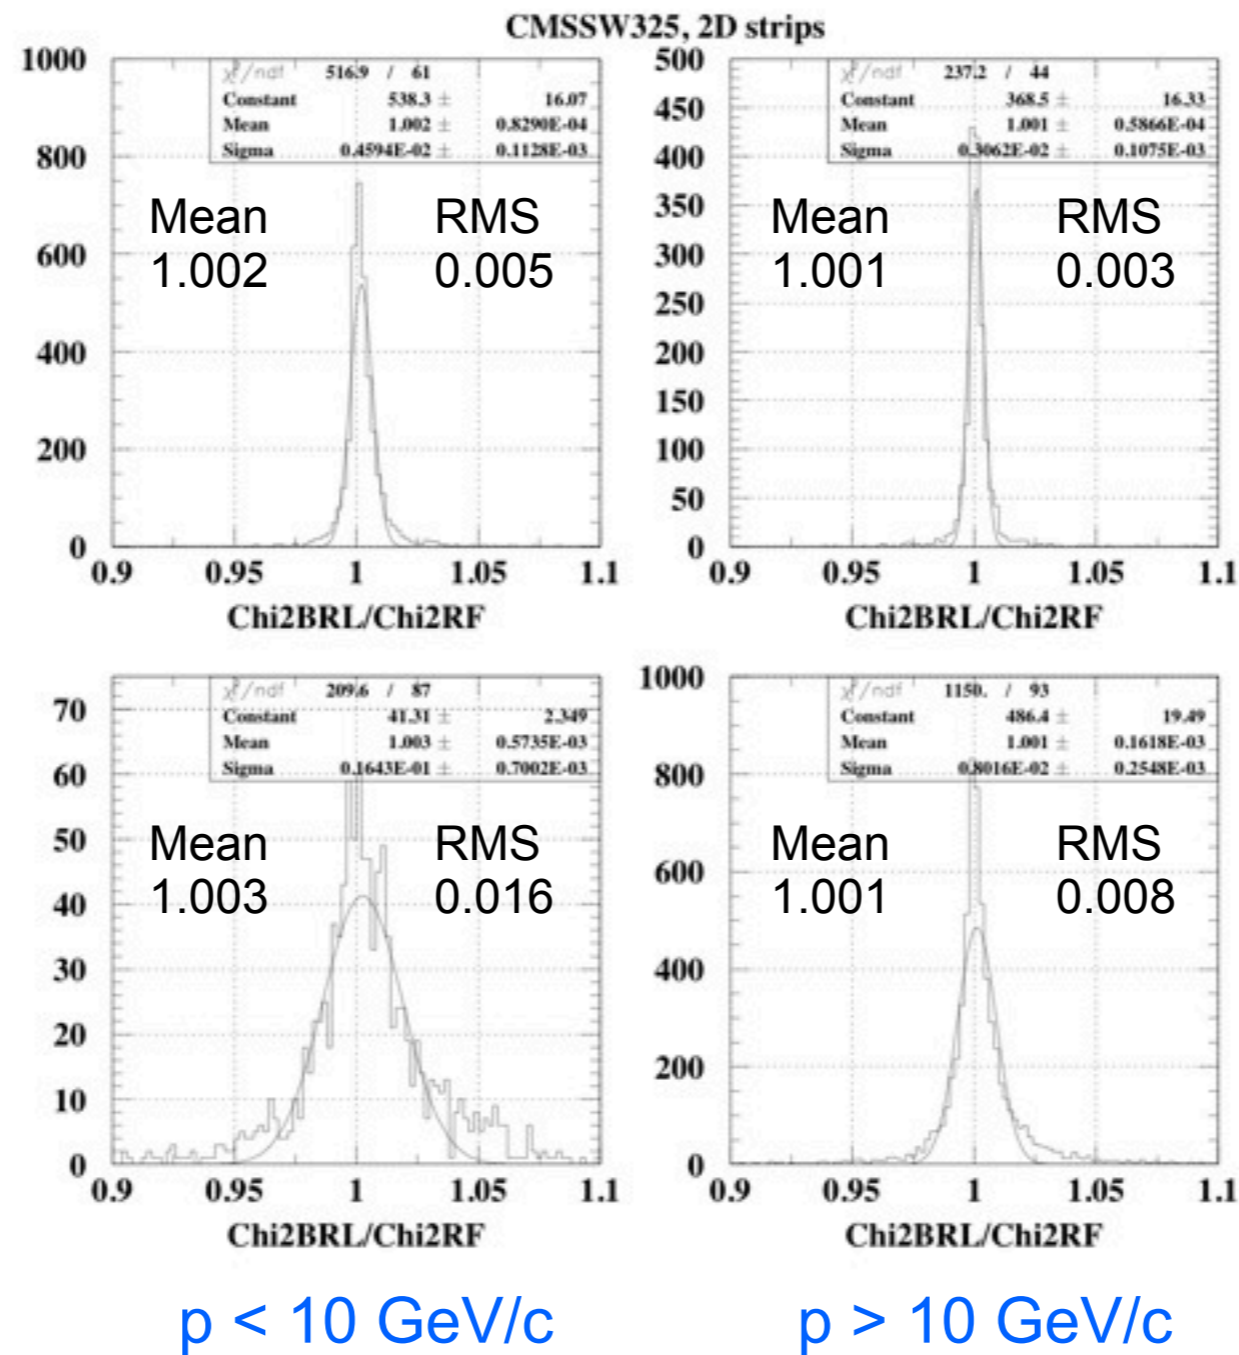 CMSSW325, 2D strips
χ²/ndf 516.9 / 61
Constant 538.3 ± 16.07
Mean 1.002 ± 0.8290E-04
Sigma 0.4594E-02 ± 0.1128E-03
Mean RMS
1.002 0.005
1000
800
600
400
200
0
0.9 0.95 1 1.05 1.1
Chi2BRL/Chi2RF
χ²/ndf 237.2 / 44
Constant 368.5 ± 16.33
Mean 1.001 ± 0.5866E-04
Sigma 0.3062E-02 ± 0.1075E-03
Mean RMS
1.001 0.003
500
450
400
350
300
250
200
150
100
50
0
0.9 0.95 1 1.05 1.1
Chi2BRL/Chi2RF
χ²/ndf 209.6 / 87
Constant 41.31 ± 2.349
Mean 1.003 ± 0.5735E-03
Sigma 0.1643E-01 ± 0.7002E-03
Mean RMS
1.003 0.016
70
60
50
40
30
20
10
0
0.9 0.95 1 1.05 1.1
Chi2BRL/Chi2RF
χ²/ndf 1150. / 93
Constant 486.4 ± 19.49
Mean 1.001 ± 0.1618E-03
Sigma 0.8016E-02 ± 0.2548E-03
Mean RMS
1.001 0.008
1000
800
600
400
200
0
0.9 0.95 1 1.05 1.1
Chi2BRL/Chi2RF
p < 10 GeV/c p > 10 GeV/c